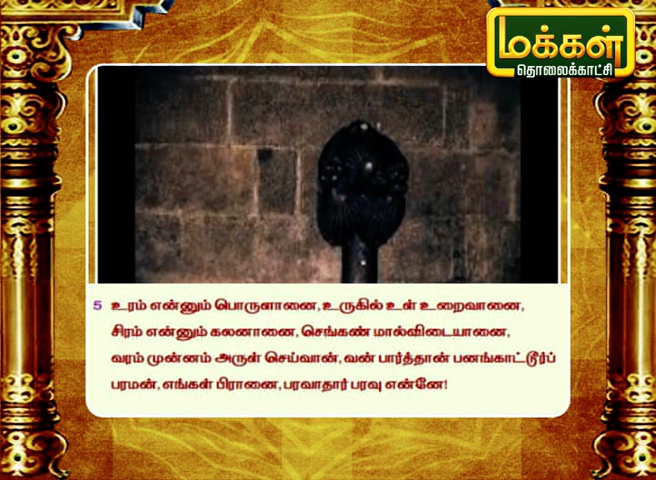 மக்கள்
தொலைக்காட்சி
5 உரம் என்னும் பொருளானை, உருகில் உள் உறைவானை,
சிரம் என்னும் கலனானை, செங்கண் மால்விடையானை,
வரம் முன்னம் அருள் செய்வான், வன் பார்த்தான் பனங்காட்டூர்ப்
பரமன், எங்கள் பிரானை, பரவாதார் பரவு என்னே!